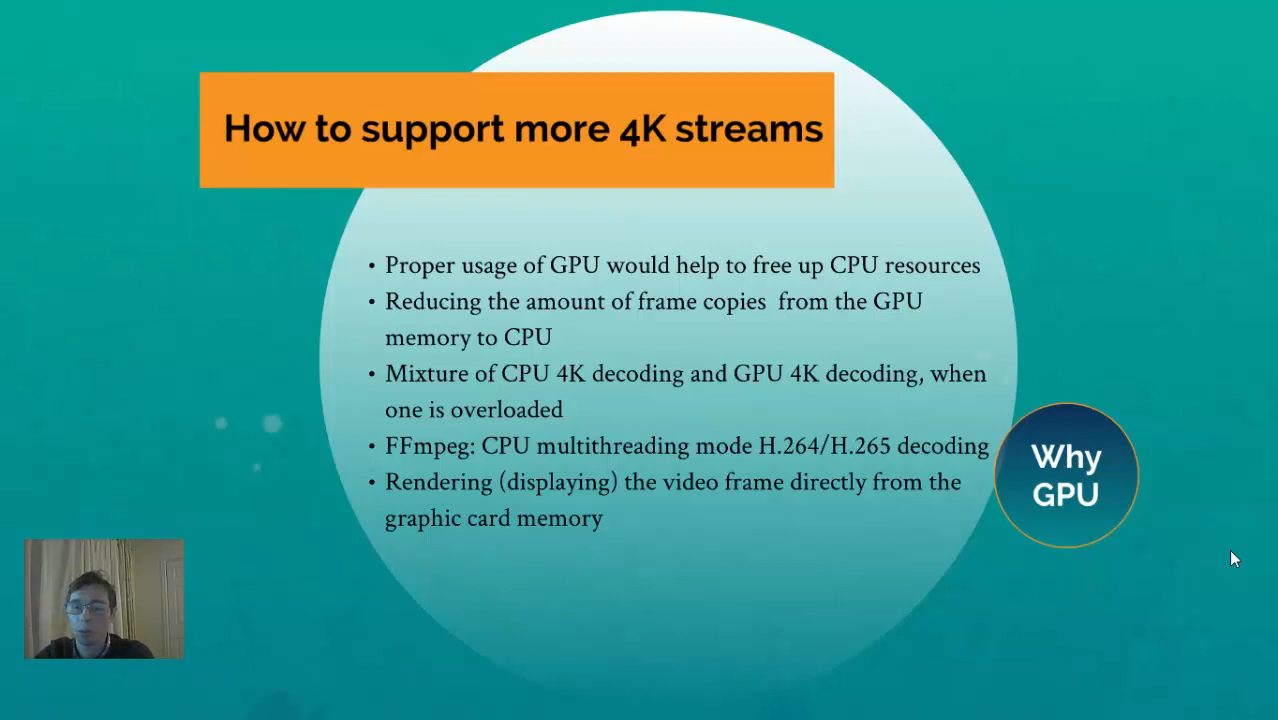 How to support more 4K streams
• Proper usage of GPU would help to free up CPU resources
• Reducing the amount of frame copies  from the GPU
memory to CPU
• Mixture of CPU 4K decoding and GPU 4K decoding, when
one is overloaded
• FFmpeg: CPU multithreading mode H.264/H.265 decoding
• Rendering (displaying) the video frame directly from the
graphic card memory
Why
GPU